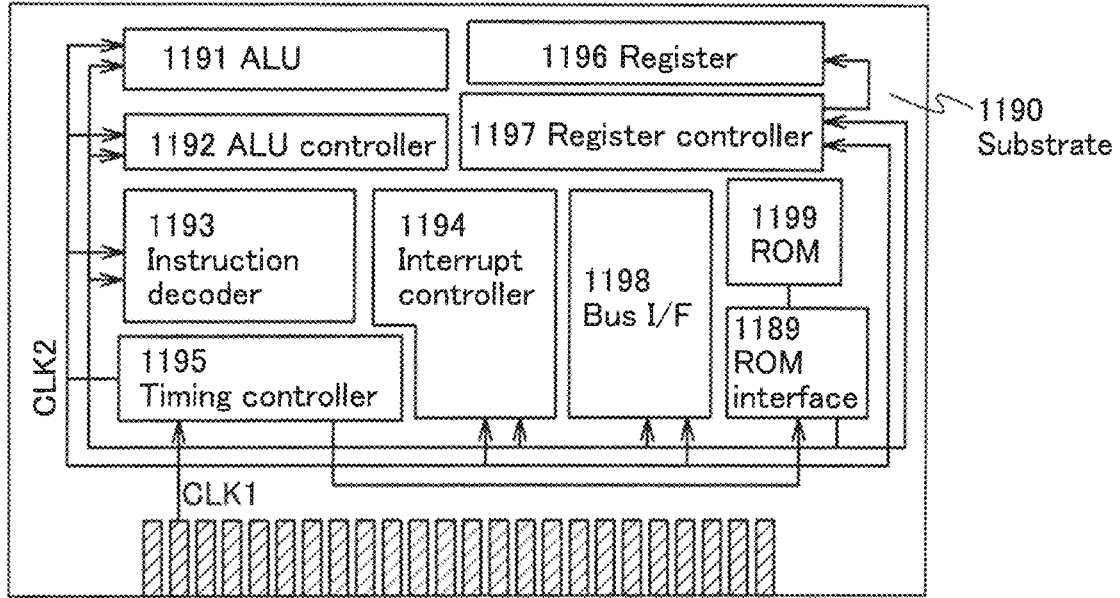 1191 ALU
1196 Register
1190
Substrate
1192 ALU controller
1197 Register controller
1193
Instruction
decoder
1194
Interrupt
controller
1198
Bus I/F
1199
ROM
1189
ROM
interface
CLK2
1195
Timing controller
CLK1